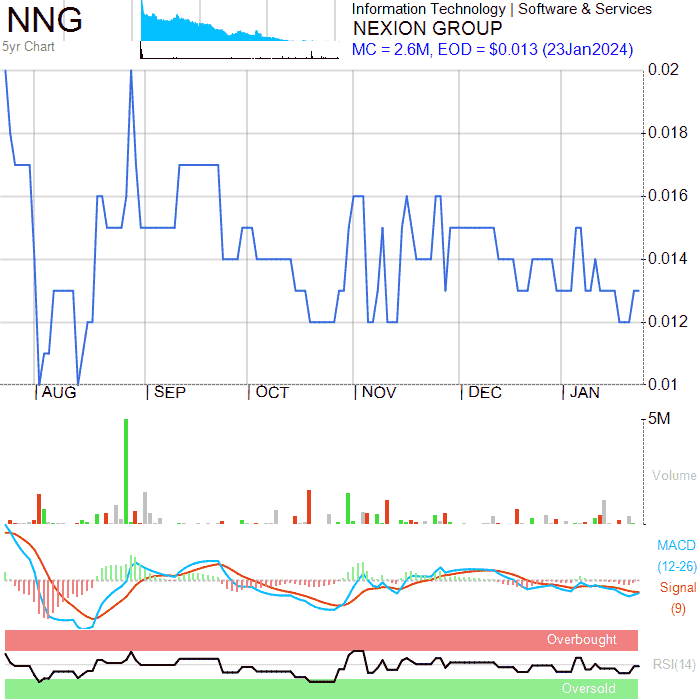 NNG
5yr Chart
Information Technology | Software & Services
NEXION GROUP
MC = 2.6M, EOD = $0.013 (23Jan2024)
0.02
0.018
0.016
0.014
0.012
0.01
AUG SEP OCT NOV DEC JAN
5M
Volume
MACD
(12-26)
Signal
(9)
Overbought
RSI(14)
Oversold